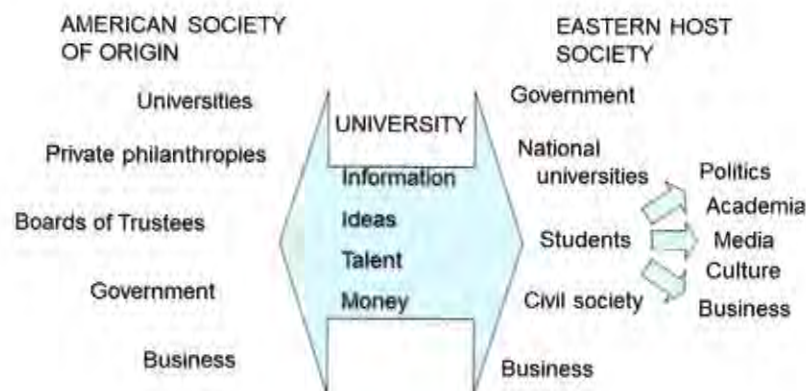 AMERICAN SOCIETY
OF ORIGIN
Universities
Private philanthropies
Boards of Trustees
Government
Business
UNIVERSITY
Information
Ideas
Talent
Money
EASTERN HOST
SOCIETY
Government
National
universities
Students
Civil society
Business
Politics
Academia
Media
Culture
Business